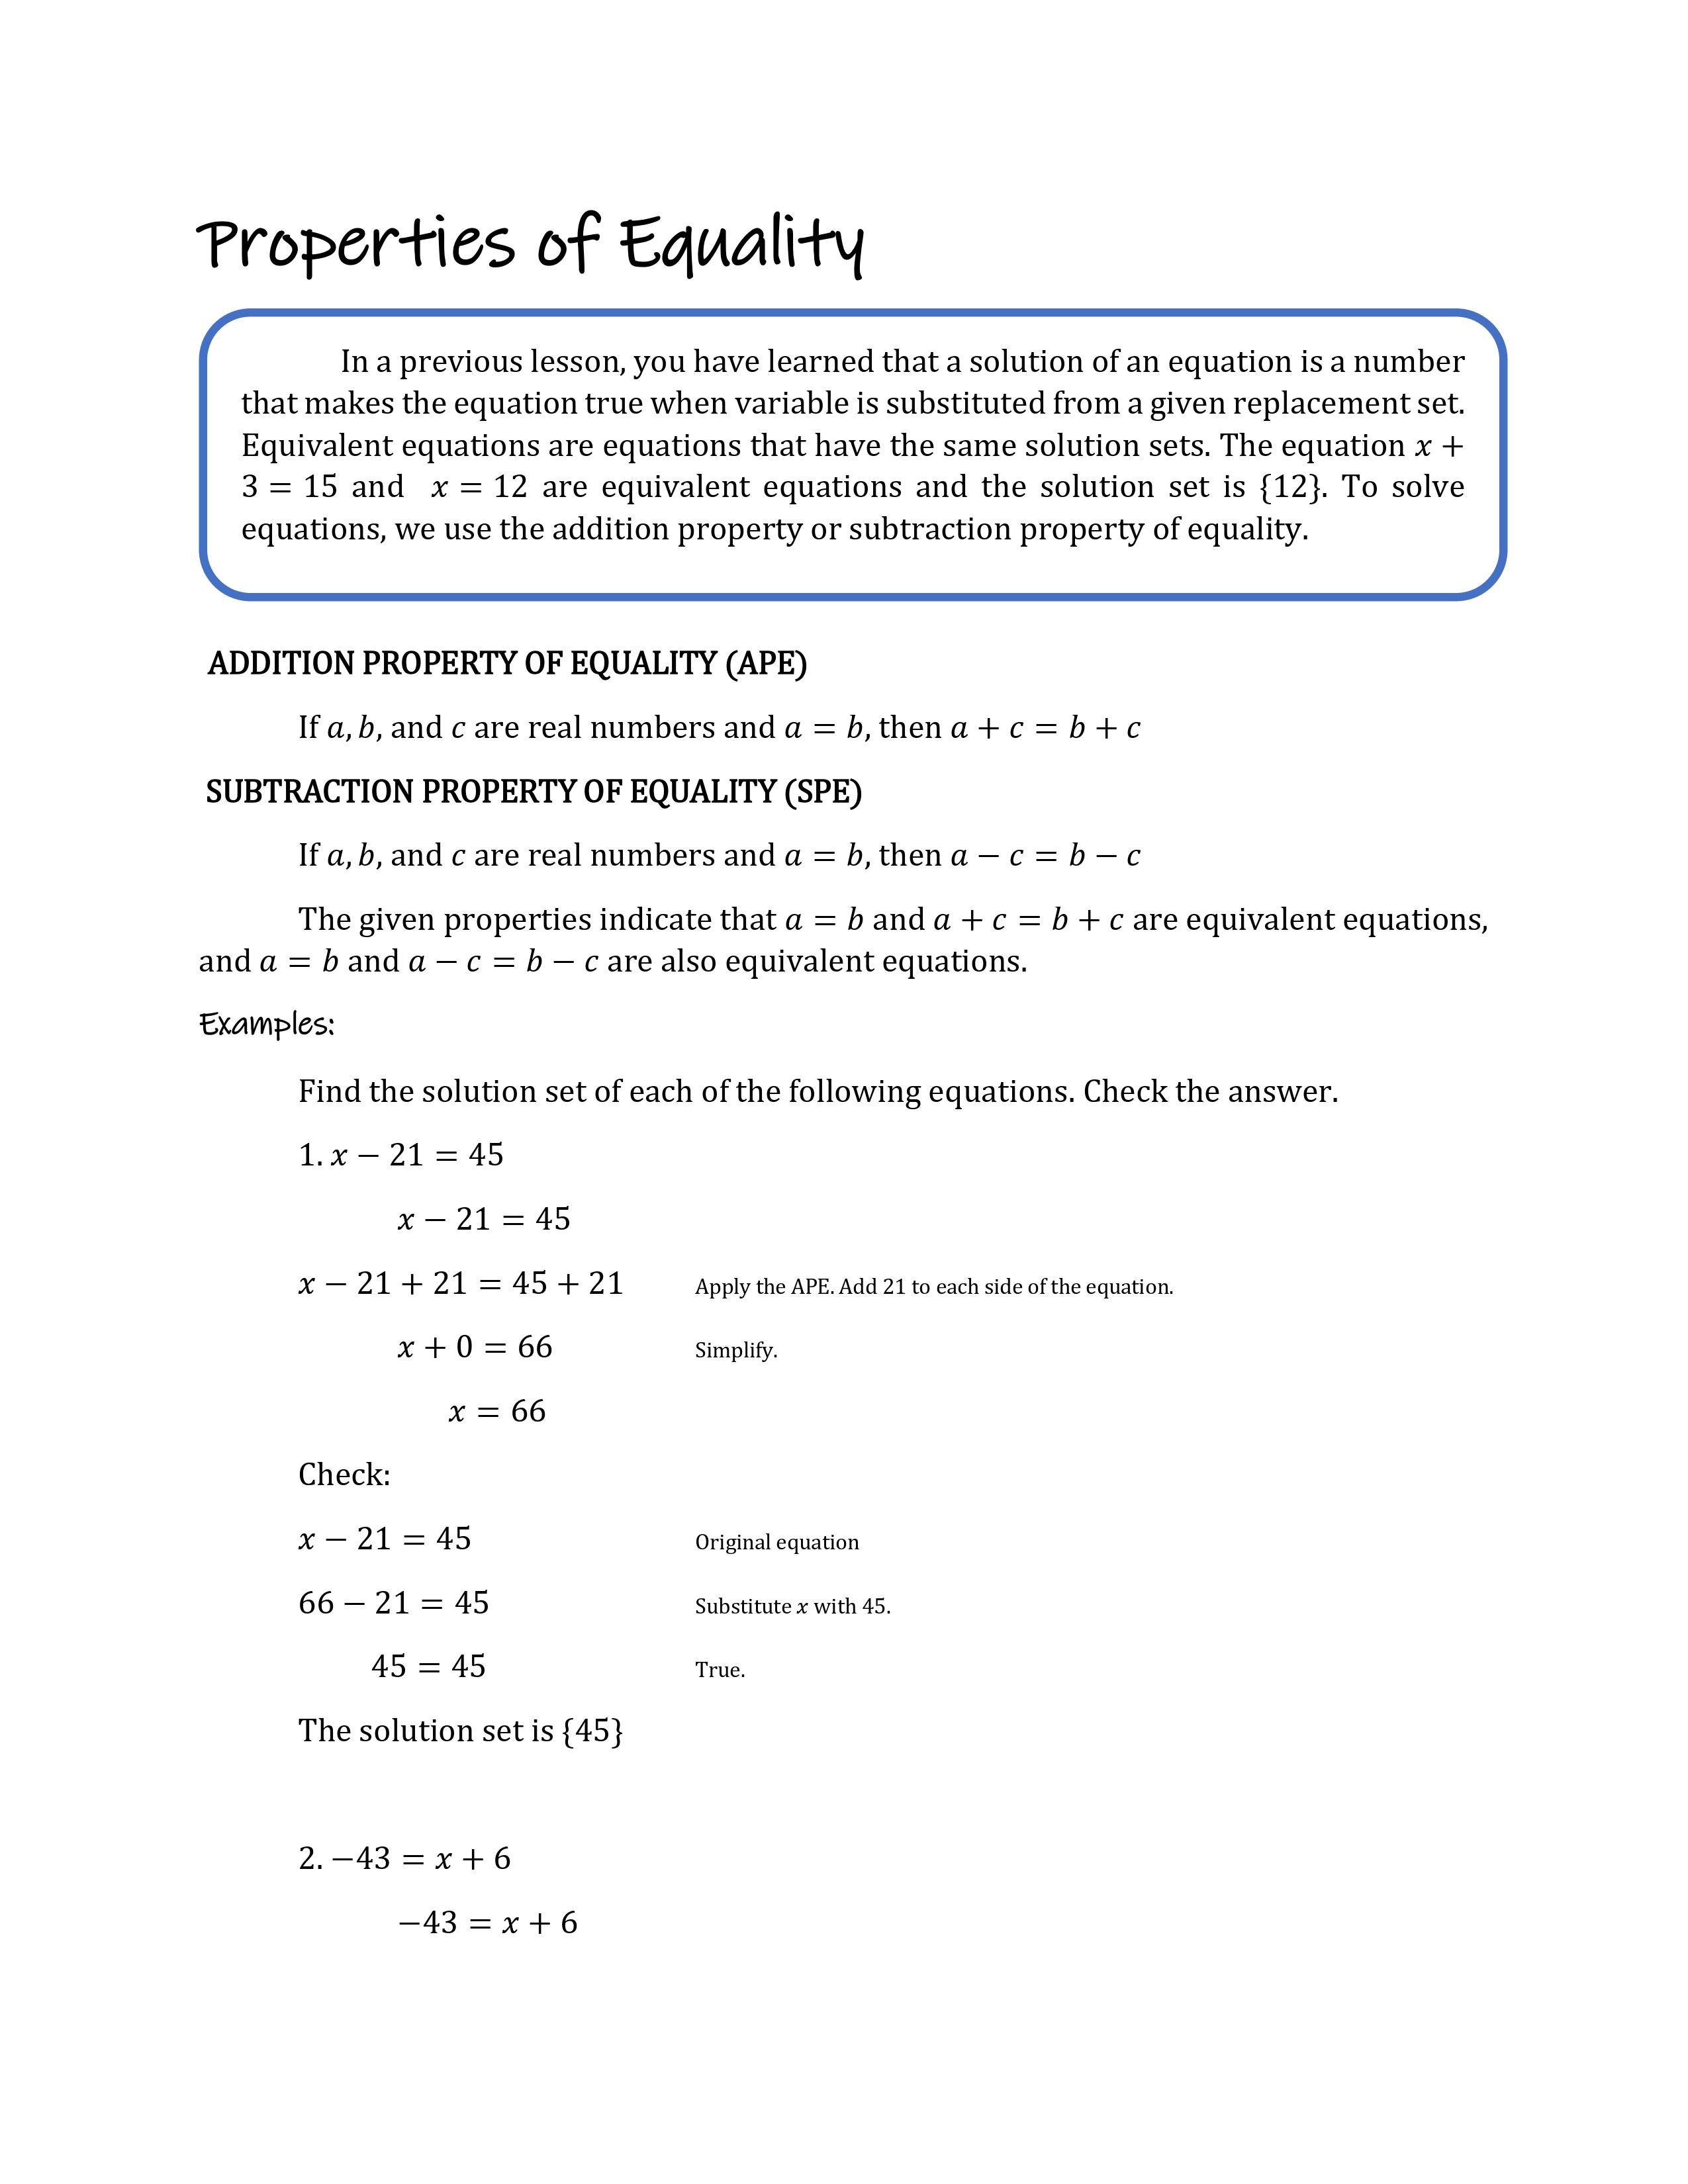 Properties of Equality
In a previous lesson, you have learned that a solution of an equation is a number
that makes the equation true when variable is substituted from a given replacement set.
Equivalent equations are equations that have the same solution sets. The equation x +
3 = 15 and x = 12 are equivalent equations and the solution set is {12}. To solve
equations, we use the addition property or subtraction property of equality.
ADDITION PROPERTY OF EQUALITY (APE)
If a, b, and c are real numbers and a = b, then a + c = b + c
SUBTRACTION PROPERTY OF EQUALITY (SPE)
If a, b, and c are real numbers and a = b, then a − c = b − c
The given properties indicate that a = b and a + c = b + c are equivalent equations,
and a = b and a − c = b − c are also equivalent equations.
Examples:
Find the solution set of each of the following equations. Check the answer.
1. x − 21 = 45
x − 21 = 45
x − 21 + 21 = 45 + 21 Apply the APE. Add 21 to each side of the equation.
x + 0 = 66 Simplify.
x = 66
Check:
x − 21 = 45 Original equation
66 − 21 = 45 Substitute x with 45.
45 = 45 True.
The solution set is {45}
2. −43 = x + 6
−43 = x + 6